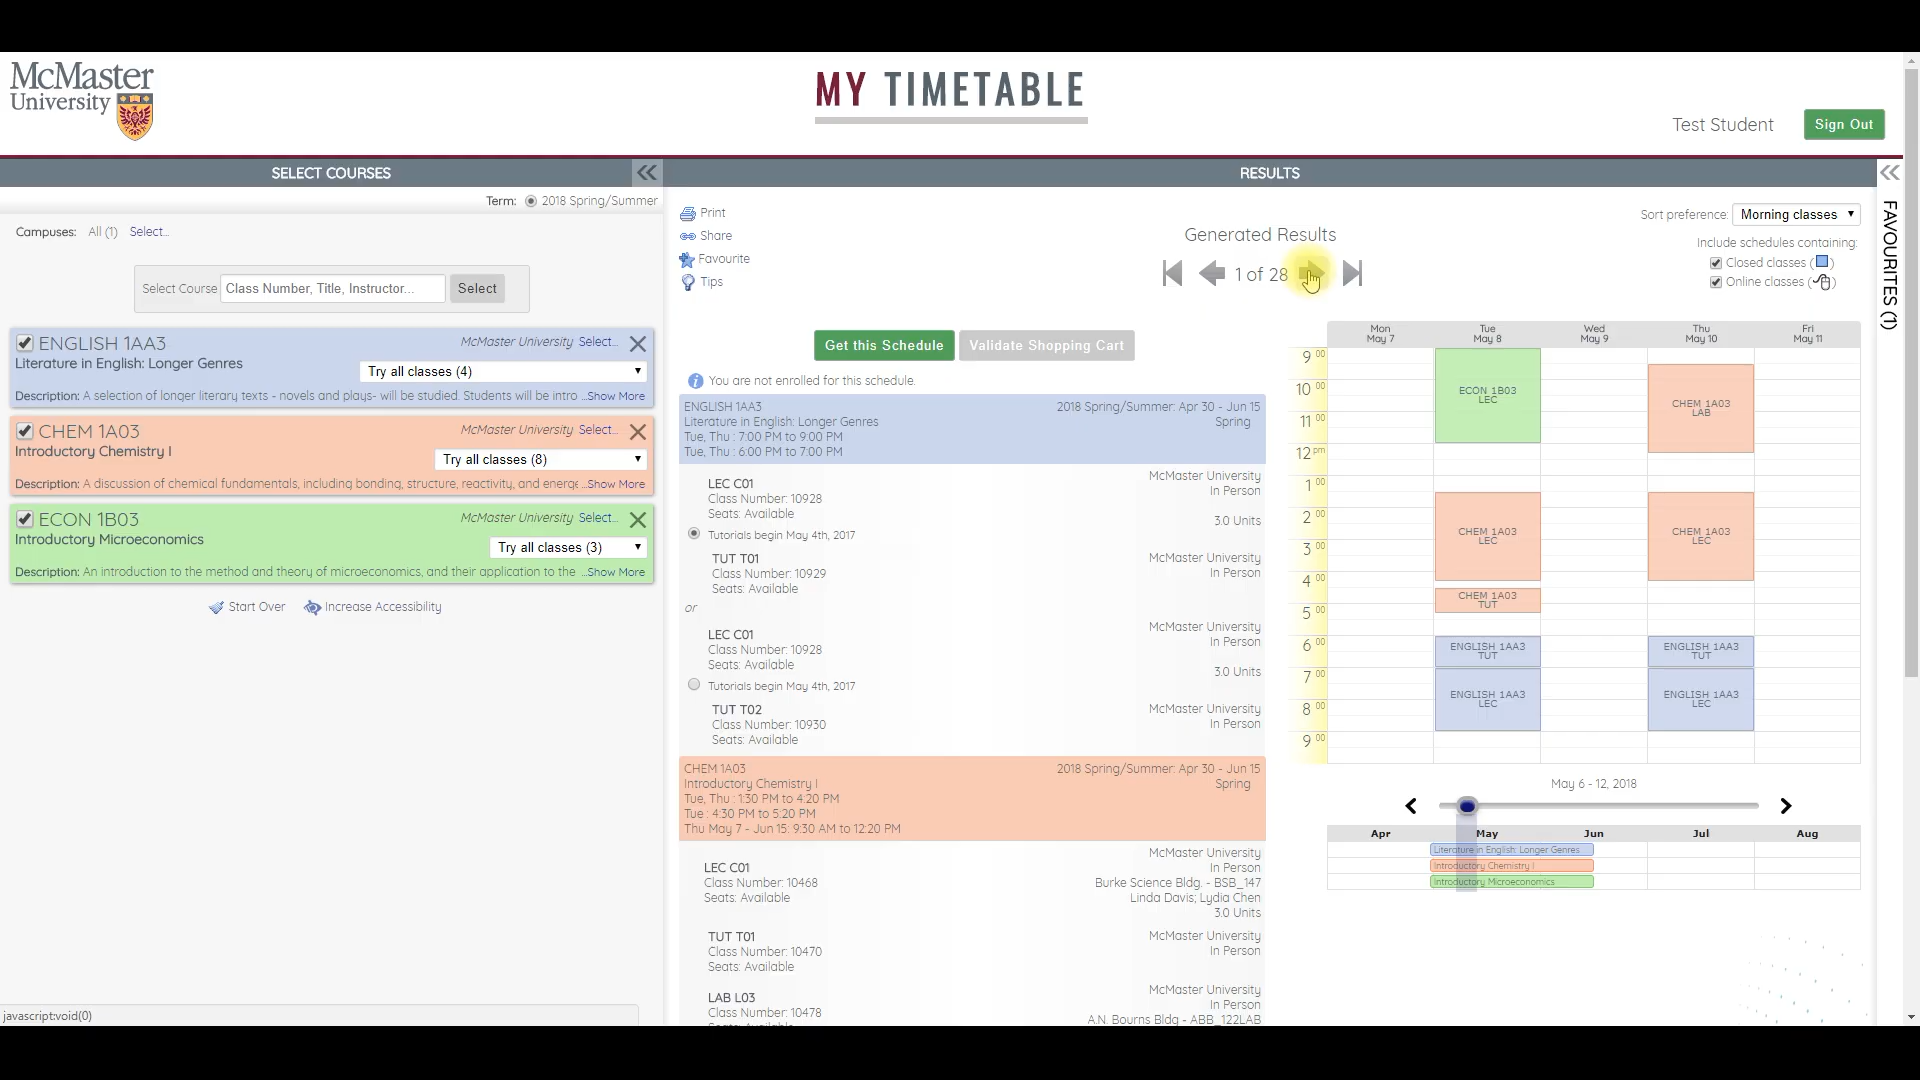 McMaster
University
MY TIMETABLE
Test Student
Sign Out
SELECT COURSES
RESULTS
Term: 2018 Spring/Summer
Campuses: All (1) Select...
Select Course Class Number, Title, Instructor... Select
ENGLISH 1AA3
McMaster University Select...
Literature in English: Longer Genres
Try all classes (4)
Description: A selection of longer literary texts - novels and plays- will be studied. Students will be intro ...Show More
CHEM 1A03
McMaster University Select...
Introductory Chemistry I
Try all classes (8)
Description: A discussion of chemical fundamentals, including bonding, structure, reactivity, and energe ...Show More
ECON 1B03
McMaster University Select...
Introductory Microeconomics
Try all classes (3)
Description: An introduction to the method and theory of microeconomics, and their application to the ...Show More
Start Over
Increase Accessibility
javascript:void(0)
Print
Share
Favourite
Tips
Generated Results
1 of 28
Sort preference: Morning classes
Include schedules containing:
Closed classes ( )
Online classes ( )
FAVOURITES (1)
Get this Schedule
Validate Shopping Cart
You are not enrolled for this schedule.
ENGLISH 1AA3
2018 Spring/Summer: Apr 30 - Jun 15
Literature in English: Longer Genres
Spring
Tue, Thu : 7:00 PM to 9:00 PM
Tue, Thu : 6:00 PM to 7:00 PM
McMaster University
LEC C01
In Person
Class Number: 10928
Seats: Available
3.0 Units
Tutorials begin May 4th, 2017
TUT T01
McMaster University
Class Number: 10929
In Person
Seats: Available
or
McMaster University
LEC C01
In Person
Class Number: 10928
Seats: Available
3.0 Units
Tutorials begin May 4th, 2017
TUT T02
McMaster University
Class Number: 10930
In Person
Seats: Available
CHEM 1A03
2018 Spring/Summer: Apr 30 - Jun 15
Introductory Chemistry I
Spring
Tue, Thu : 1:30 PM to 4:20 PM
Tue : 4:30 PM to 5:20 PM
Thu May 7 - Jun 15: 9:30 AM to 12:20 PM
McMaster University
LEC C01
In Person
Class Number: 10468
Burke Science Bldg. - BSB_147
Seats: Available
Linda Davis; Lydia Chen
3.0 Units
TUT T01
McMaster University
Class Number: 10470
In Person
Seats: Available
McMaster University
LAB L03
In Person
Class Number: 10478
A.N. Bourns Bldg - ABB_122LAB
Mon Tue Wed Thu Fri
May 7 May 8 May 9 May 10 May 11
9 00
10 00
11 00
12 pm
1 00
2 00
3 00
4 00
5 00
6 00
7 00
8 00
9 00
ECON 1B03
LEC
CHEM 1A03
LAB
CHEM 1A03
LEC
CHEM 1A03
LEC
CHEM 1A03
TUT
ENGLISH 1AA3
TUT
ENGLISH 1AA3
TUT
ENGLISH 1AA3
LEC
ENGLISH 1AA3
LEC
May 6 - 12, 2018
Apr May Jun Jul Aug
Literature in English: Longer Genres
Introductory Chemistry I
Introductory Microeconomics